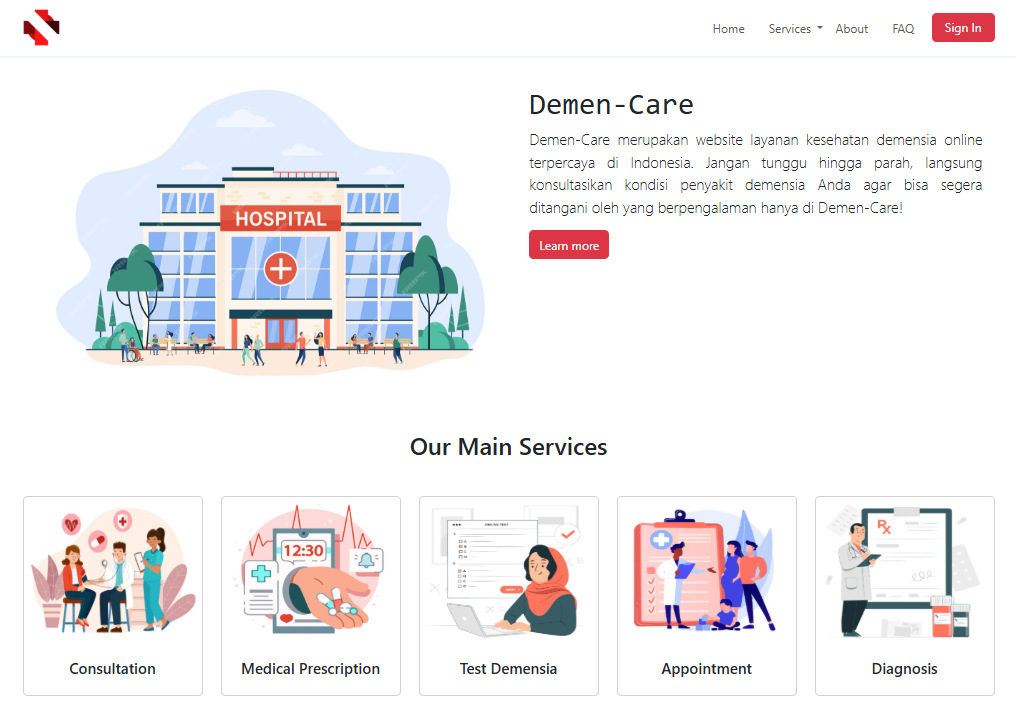 Home Services About FAQ Sign In
Demen-Care
Demen-Care merupakan website layanan kesehatan demensia online
terpercaya di Indonesia. Jangan tunggu hingga parah, langsung
konsultasikan kondisi penyakit demensia Anda agar bisa segera
ditangani oleh yang berpengalaman hanya di Demen-Care!
Learn more
HOSPITAL
Our Main Services
12:30
ONLINE TEST
Rx
Consultation
Medical Prescription
Test Demensia
Appointment
Diagnosis